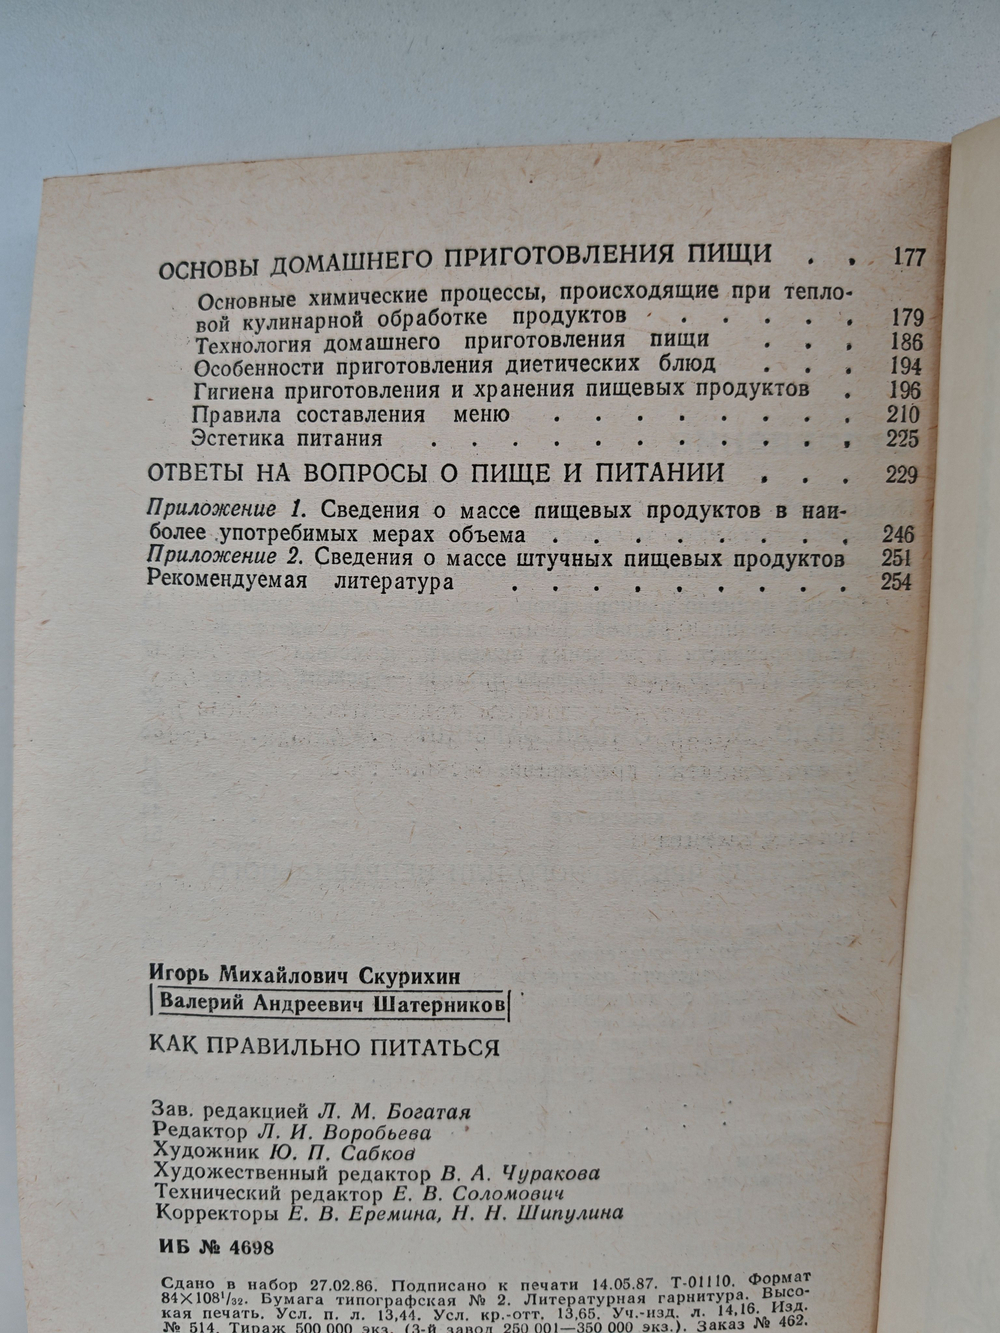 ОСНОВЫ ДОМАШНЕГО ПРИГОТОВЛЕНИЯ ПИЩИ . . 177
Основные химические процессы, происходящие при тепло-
вой кулинарной обработке продуктов . . . . . 179
Технология домашнего приготовления пищи . . . 186
Особенности приготовления диетических блюд . . . 194
Гигиена приготовления и хранения пищевых продуктов . 196
Правила составления меню . . . . . . . . 210
Эстетика питания . . . . . . . . . . . 225
ОТВЕТЫ НА ВОПРОСЫ О ПИЩЕ И ПИТАНИИ . . . 229
Приложение 1. Сведения о массе пищевых продуктов в наи-
более употребимых мерах объема . . . . . . . . 246
Приложение 2. Сведения о массе штучных пищевых продуктов 251
Рекомендуемая литература . . . . . . . . . 254
Игорь Михайлович Скурихин
Валерий Андреевич Шатерников
КАК ПРАВИЛЬНО ПИТАТЬСЯ
Зав. редакцией Л. М. Богатая
Редактор Л. И. Воробьева
Художник Ю. П. Сабков
Художественный редактор В. А. Чуракова
Технический редактор Е. В. Соломович
Корректоры Е. В. Еремина, Н. Н. Шипулина
ИБ № 4698
Сдано в набор 27.02.86. Подписано к печати 14.05.87. Т-01110. Формат
84×108¹/₃₂. Бумага типографская № 2. Литературная гарнитура. Высо-
кая печать. Усл. п. л. 13,44. Усл. кр.-отт. 13,65. Уч.-изд. л. 14,16. Изд.
№ 514. Тираж 500 000 экз. (3-й завод 250 001—350 000 экз.). Заказ № 462.